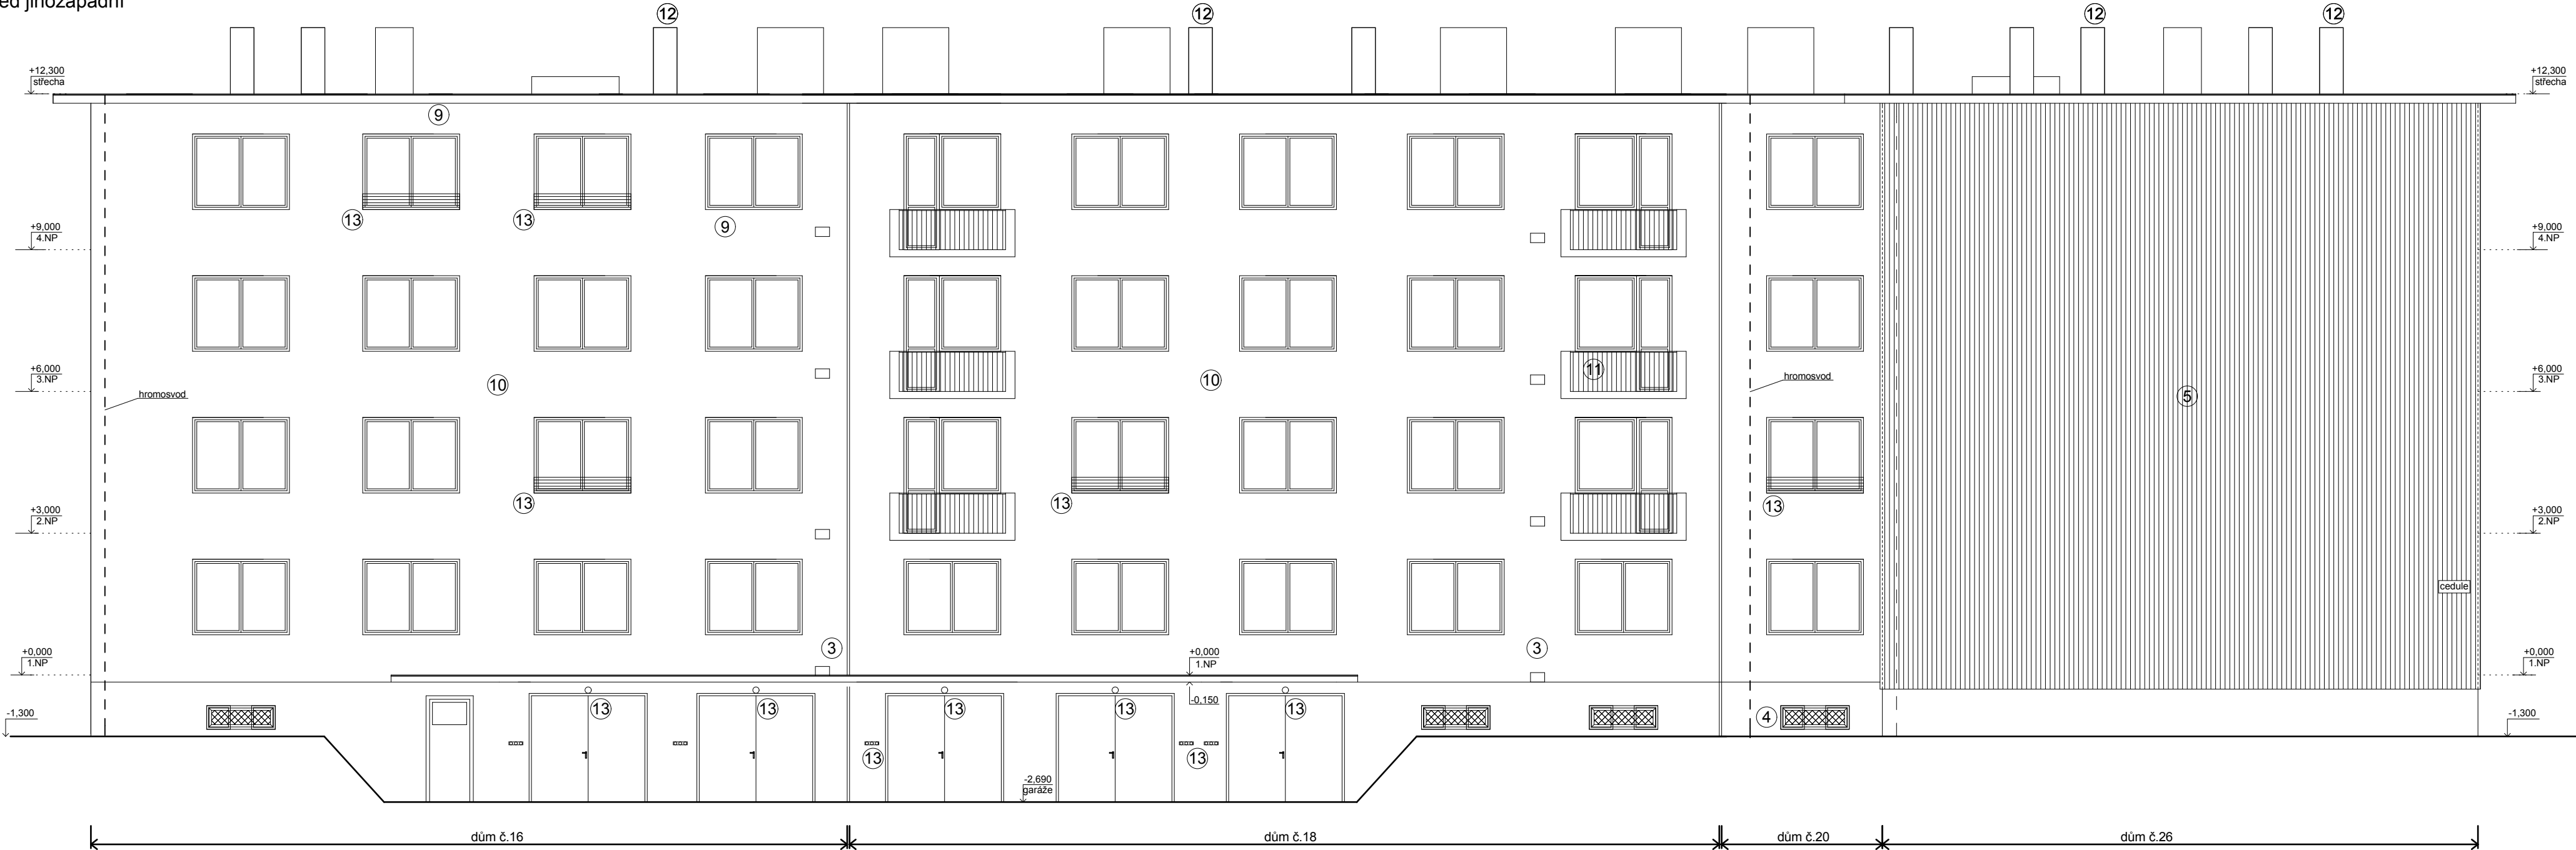 ed jihozápadní
12
12
12
12
+12,300
střecha
+12,300
střecha
9
13
13
9
+9,000
4.NP
+9,000
4.NP
+6,000
3.NP
+6,000
3.NP
hromosvod
10
10
11
hromosvod
5
13
13
13
+3,000
2.NP
+3,000
2.NP
cedule
3
3
+0,000
1.NP
+0,000
1.NP
+0,000
1.NP
-0,150
13
13
13
13
13
4
-1,300
-1,300
13
13
-2,690
garáže
dům č.16
dům č.18
dům č.20
dům č.26